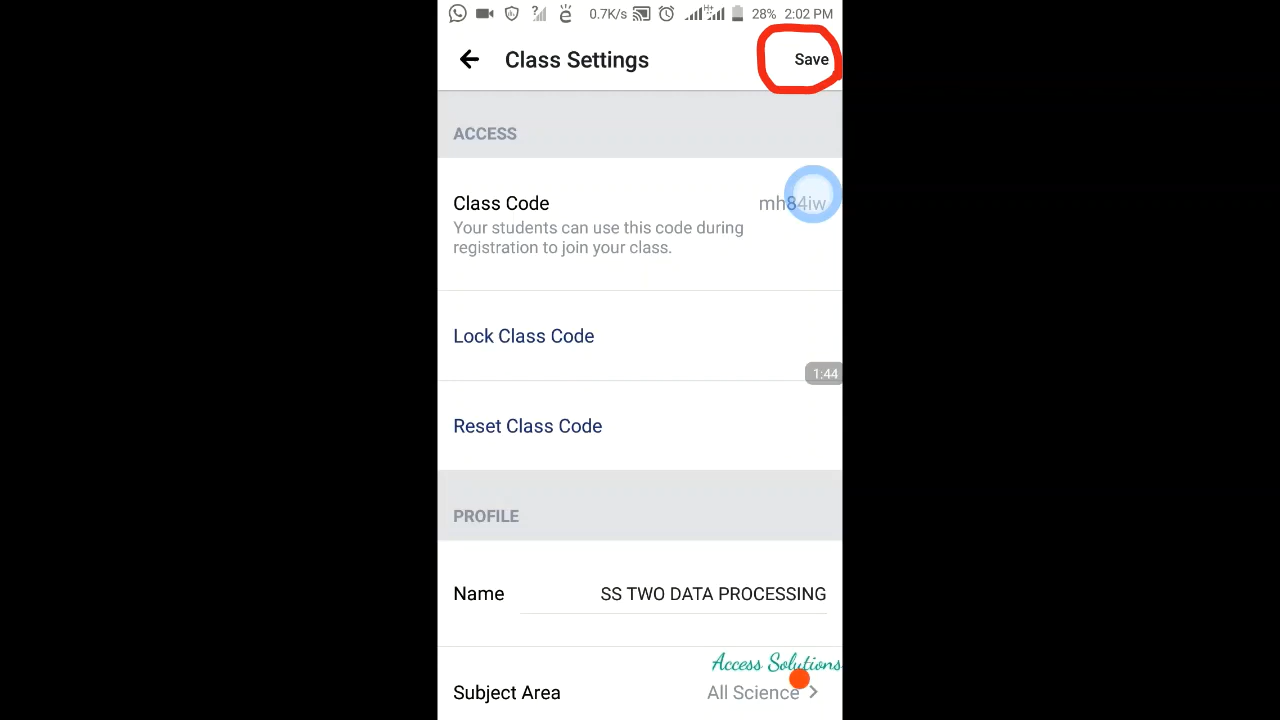 0.7K/s H+ 28% 2:02 PM
Class Settings
Save
ACCESS
Class Code
mh84iw
Your students can use this code during
registration to join your class.
Lock Class Code
1:44
Reset Class Code
PROFILE
Name
SS TWO DATA PROCESSING
Access Solutions
Subject Area
All Science